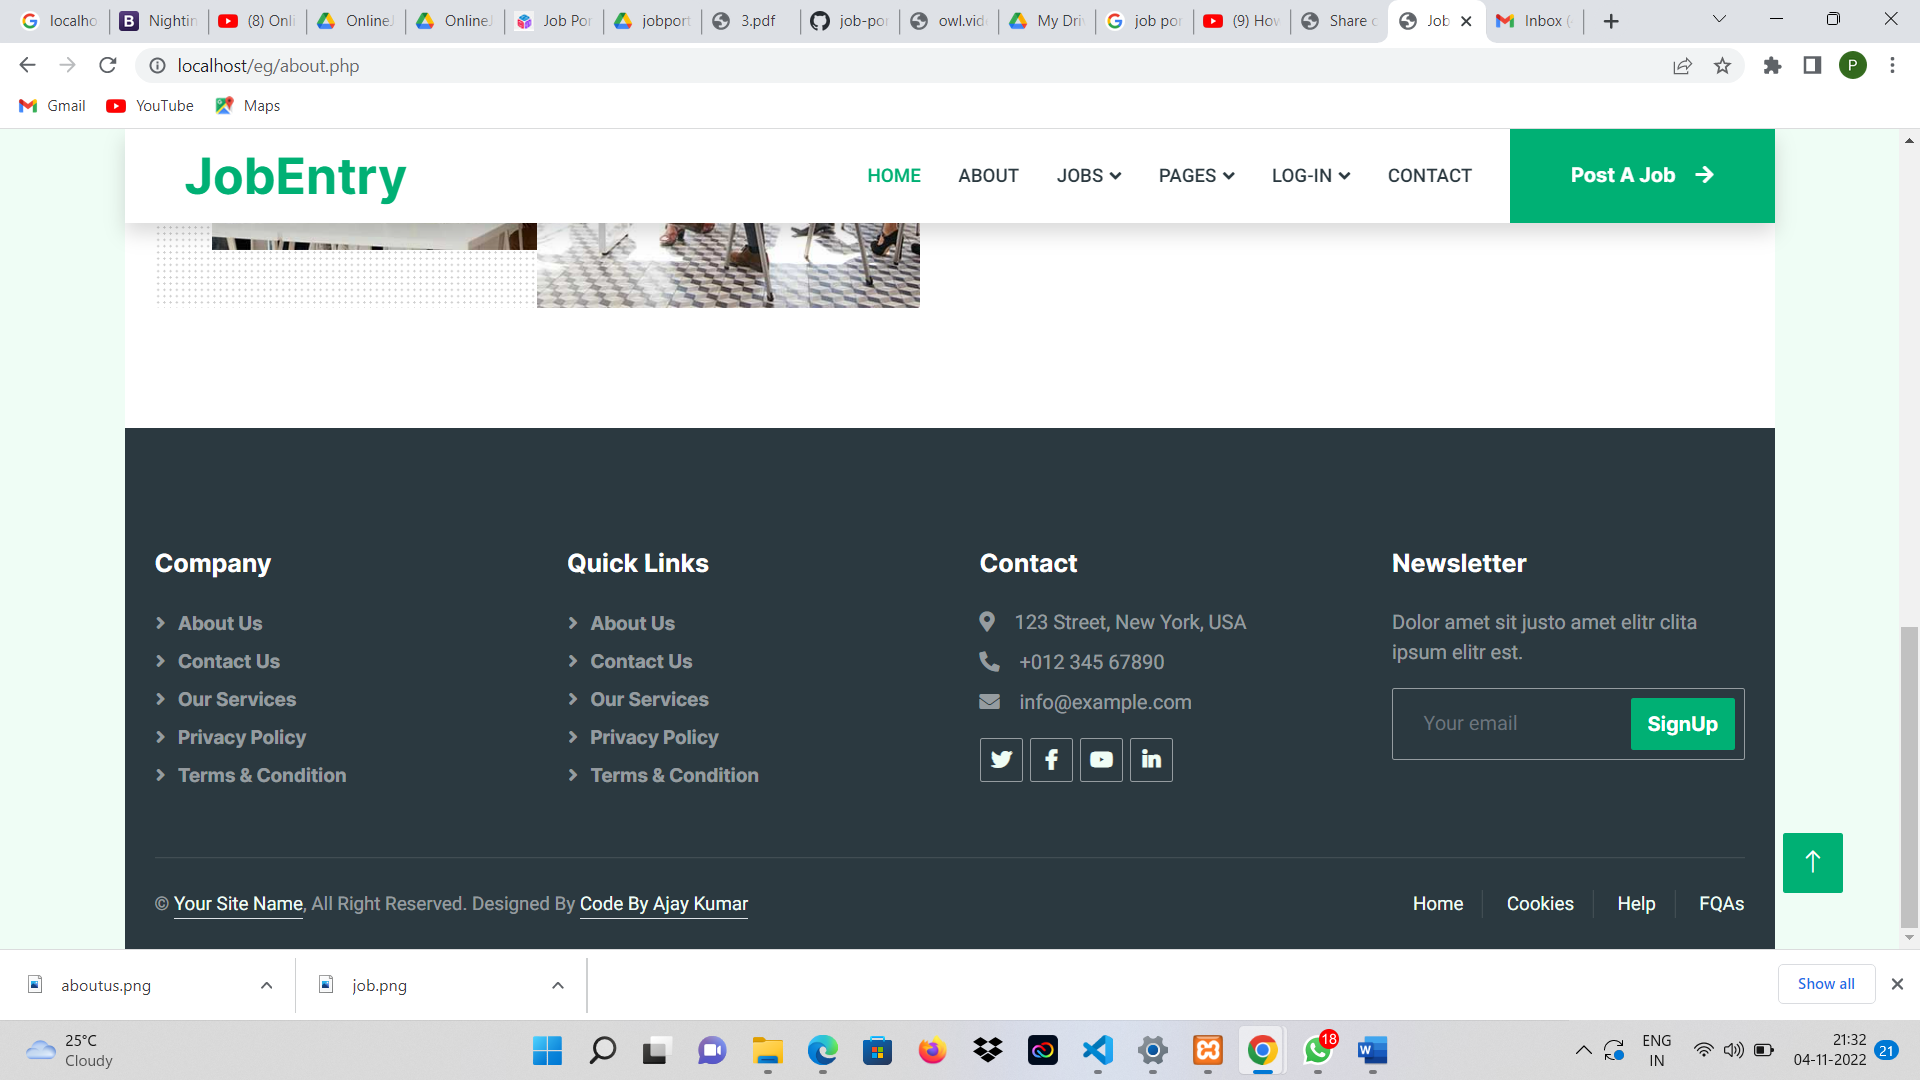 localho
Nightin
(8) Onli
OnlineJ
OnlineJ
Job Por
jobport
3.pdf
job-po
owl.vid
My Driv
job por
(9) How
Share
Job
Inbox (
localhost/eg/about.php
P
Gmail
YouTube
Maps
JobEntry
HOME
ABOUT
JOBS
PAGES
LOG-IN
CONTACT
Post A Job
Company
About Us
Contact Us
Our Services
Privacy Policy
Terms & Condition
Quick Links
About Us
Contact Us
Our Services
Privacy Policy
Terms & Condition
Contact
123 Street, New York, USA
+012 345 67890
info@example.com
Newsletter
Dolor amet sit justo amet elitr clita
ipsum elitr est.
Your email
SignUp
© Your Site Name, All Right Reserved. Designed By Code By Ajay Kumar
Home
Cookies
Help
FQAs
aboutus.png
job.png
Show all
25°C
Cloudy
18
ENG
IN
21:32
04-11-2022
21